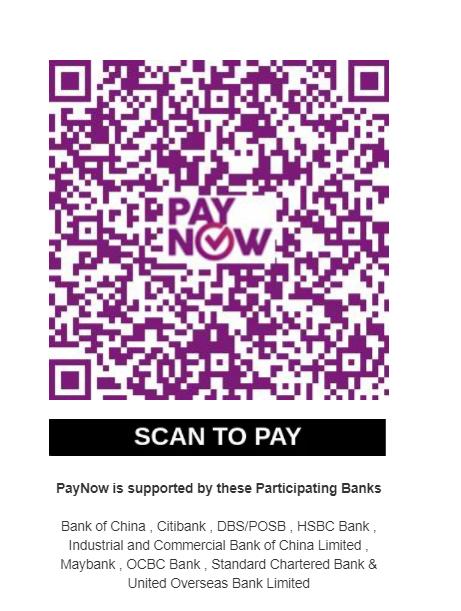 PAY
NOW
SCAN TO PAY
PayNow is supported by these Participating Banks
Bank of China , Citibank , DBS/POSB , HSBC Bank ,
Industrial and Commercial Bank of China Limited ,
Maybank , OCBC Bank , Standard Chartered Bank &
United Overseas Bank Limited